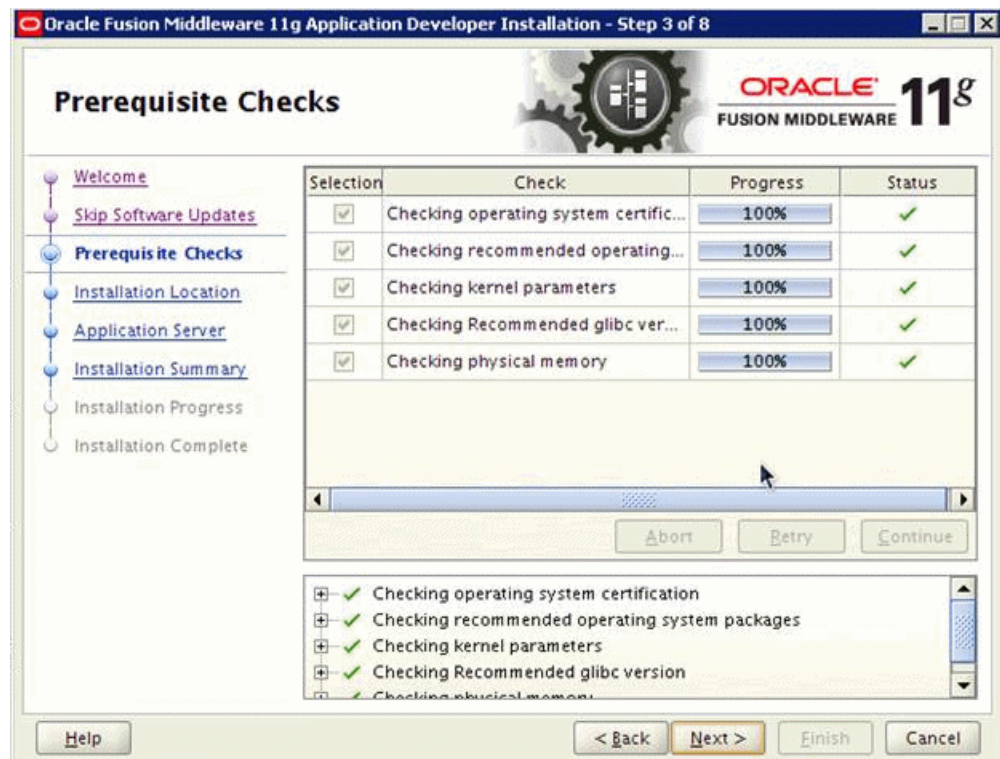 Oracle Fusion Middleware 11g Application Developer Installation - Step 3 of 8
Prerequisite Checks
ORACLE
FUSION MIDDLEWARE
11g
Welcome
Skip Software Updates
Prerequisite Checks
Installation Location
Application Server
Installation Summary
Installation Progress
Installation Complete
Selection Check Progress Status
Checking operating system certific... 100%
Checking recommended operating... 100%
Checking kernel parameters 100%
Checking Recommended glibc ver... 100%
Checking physical memory 100%
Abort Retry Continue
Checking operating system certification
Checking recommended operating system packages
Checking kernel parameters
Checking Recommended glibc version
Checking physical memory
Help < Back Next > Finish Cancel